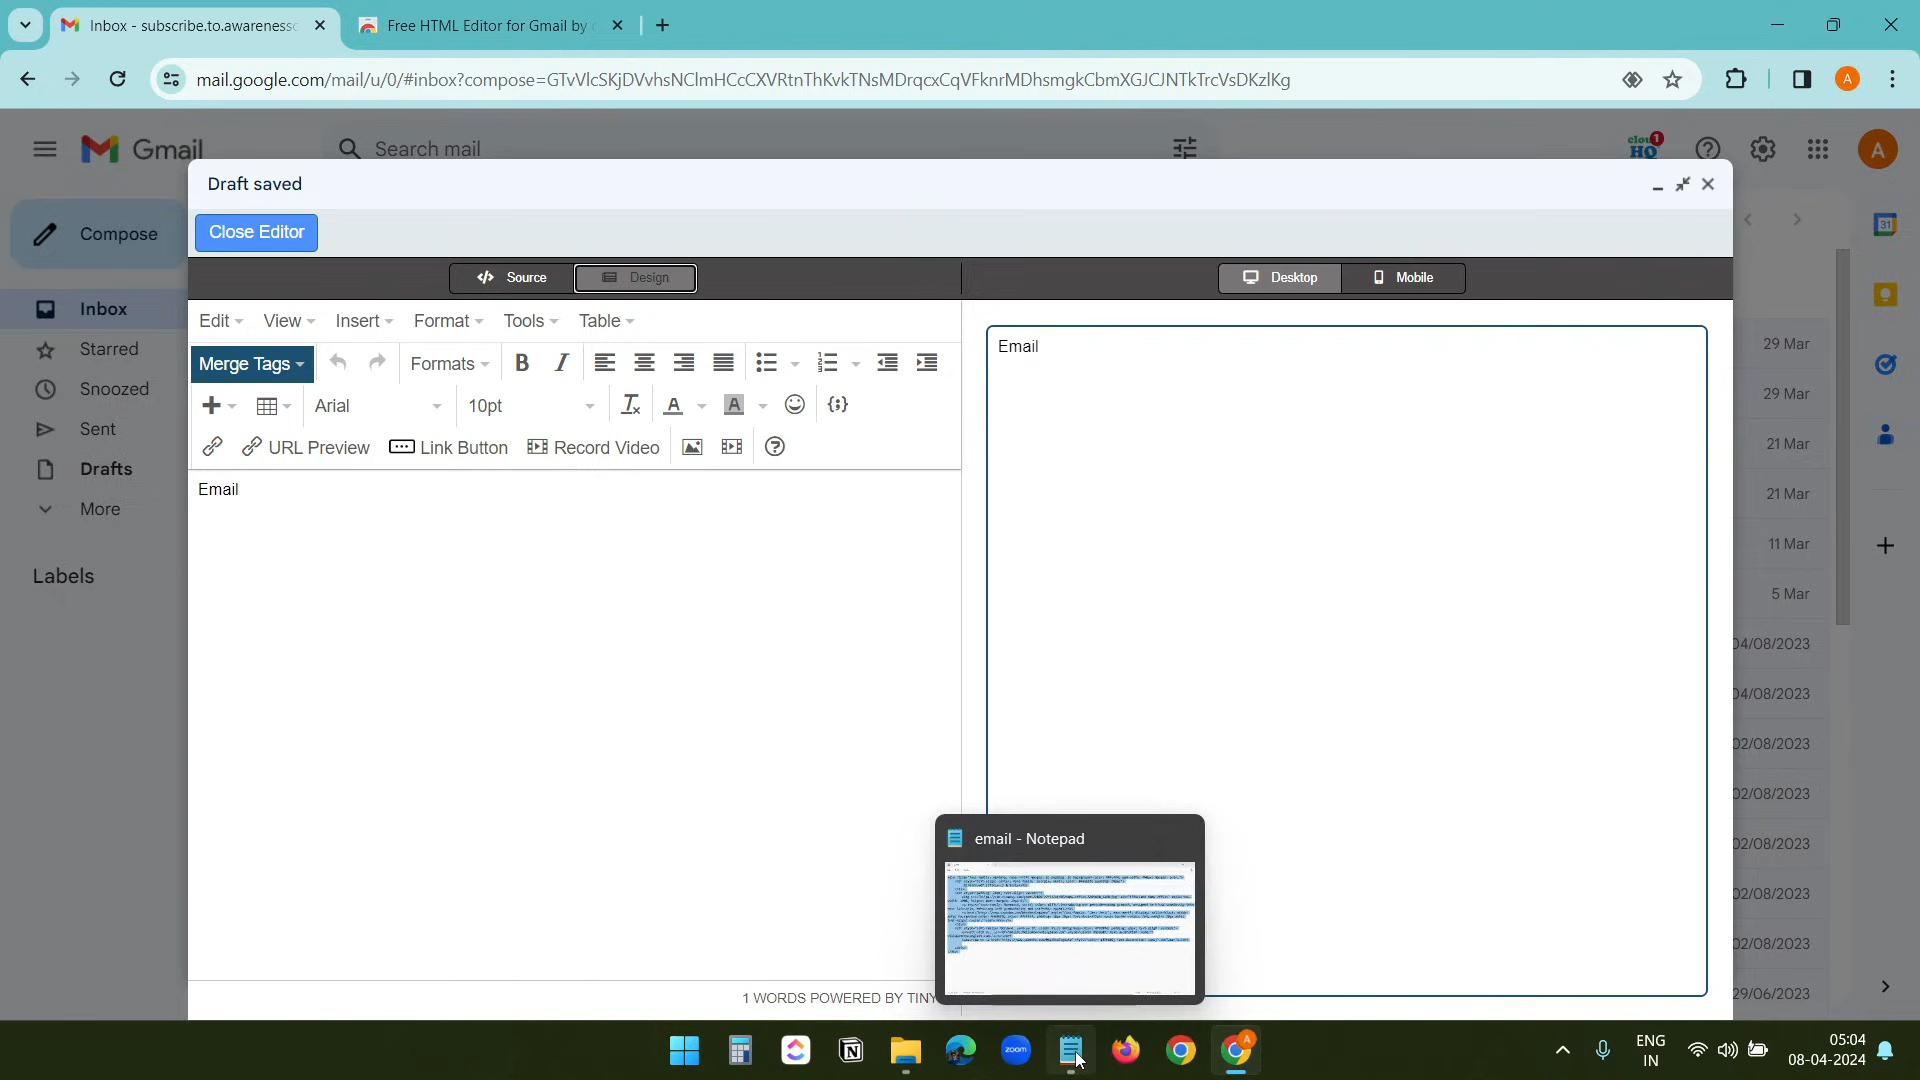 Inbox - subscribe.to.awareness
Free HTML Editor for Gmail by
mail.google.com/mail/u/0/#inbox?compose=GTvVlcSKjDVvhsNClmHCcCXVRtnThKvkTNsMDrqcxCqVFknrMDhsmgkCbmXGJCJNTkTrcVsDKzlKg
A
Gmail
Search mail
1
A
Draft saved
Compose
Close Editor
31
Source
Design
Desktop
Mobile
Inbox
Edit
View
Insert
Format
Tools
Table
Email
29 Mar
Starred
Merge Tags
Formats
B
I
Snoozed
29 Mar
Arial
10pt
Sent
21 Mar
URL Preview
Link Button
Record Video
Drafts
Email
21 Mar
More
11 Mar
Labels
5 Mar
04/08/2023
04/08/2023
02/08/2023
02/08/2023
02/08/2023
02/08/2023
02/08/2023
29/06/2023
email - Notepad
1 WORDS POWERED BY TINY
zoom
A
ENG
IN
05:04
08-04-2024